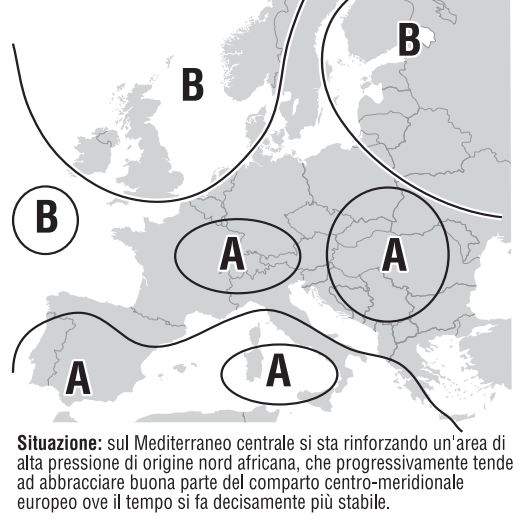 B
B
B
A
A
A
A
Situazione: sul Mediterraneo centrale si sta rinforzando un'area di
alta pressione di origine nord africana, che progressivamente tende
ad abbracciare buona parte del comparto centro-meridionale
europeo ove il tempo si fa decisamente più stabile.